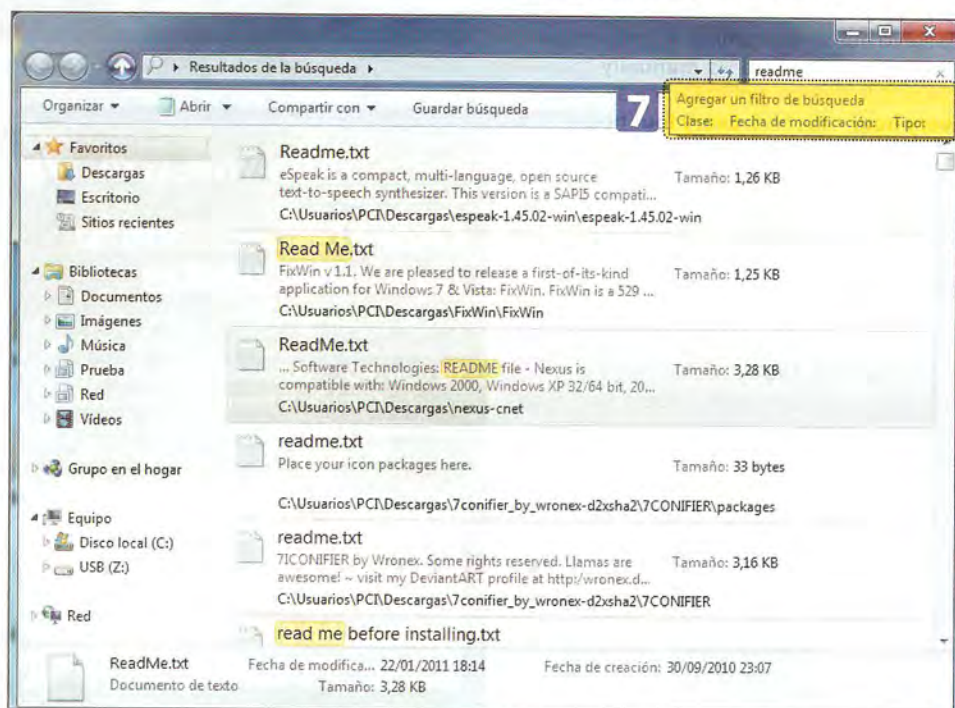 Resultados de la búsqueda
readme
Organizar
Abrir
Compartir con
Guardar búsqueda
7
Agregar un filtro de búsqueda
Clase: Fecha de modificación: Tipo:
Favoritos
Descargas
Escritorio
Sitios recientes
Bibliotecas
Documentos
Imágenes
Música
Prueba
Red
Vídeos
Grupo en el hogar
Equipo
Disco local (C:)
USB (Z:)
Red
Readme.txt
eSpeak is a compact, multi-language, open source
text-to-speech synthesizer. This version is a SAPI5 compati...
Tamaño: 1,26 KB
C:\Usuarios\PCI\Descargas\espeak-1.45.02-win\espeak-1.45.02-win
Read Me.txt
FixWin v 1.1. We are pleased to release a first-of-its-kind
application for Windows 7 & Vista: FixWin. FixWin is a 529 ...
Tamaño: 1,25 KB
C:\Usuarios\PCI\Descargas\FixWin\FixWin
ReadMe.txt
... Software Technologies: README file - Nexus is
compatible with: Windows 2000, Windows XP 32/64 bit, 20...
Tamaño: 3,28 KB
C:\Usuarios\PCI\Descargas\nexus-cnet
readme.txt
Place your icon packages here.
Tamaño: 33 bytes
C:\Usuarios\PCI\Descargas\7conifier_by_wronex-d2xsha2\7CONIFIER\packages
readme.txt
7ICONIFIER by Wronex. Some rights reserved. Llamas are
awesome! ~ visit my DeviantART profile at http:/wronex.d...
Tamaño: 3,16 KB
C:\Usuarios\PCI\Descargas\7conifier_by_wronex-d2xsha2\7CONIFIER
read me before installing.txt
ReadMe.txt
Documento de texto
Fecha de modifica... 22/01/2011 18:14
Tamaño: 3,28 KB
Fecha de creación: 30/09/2010 23:07